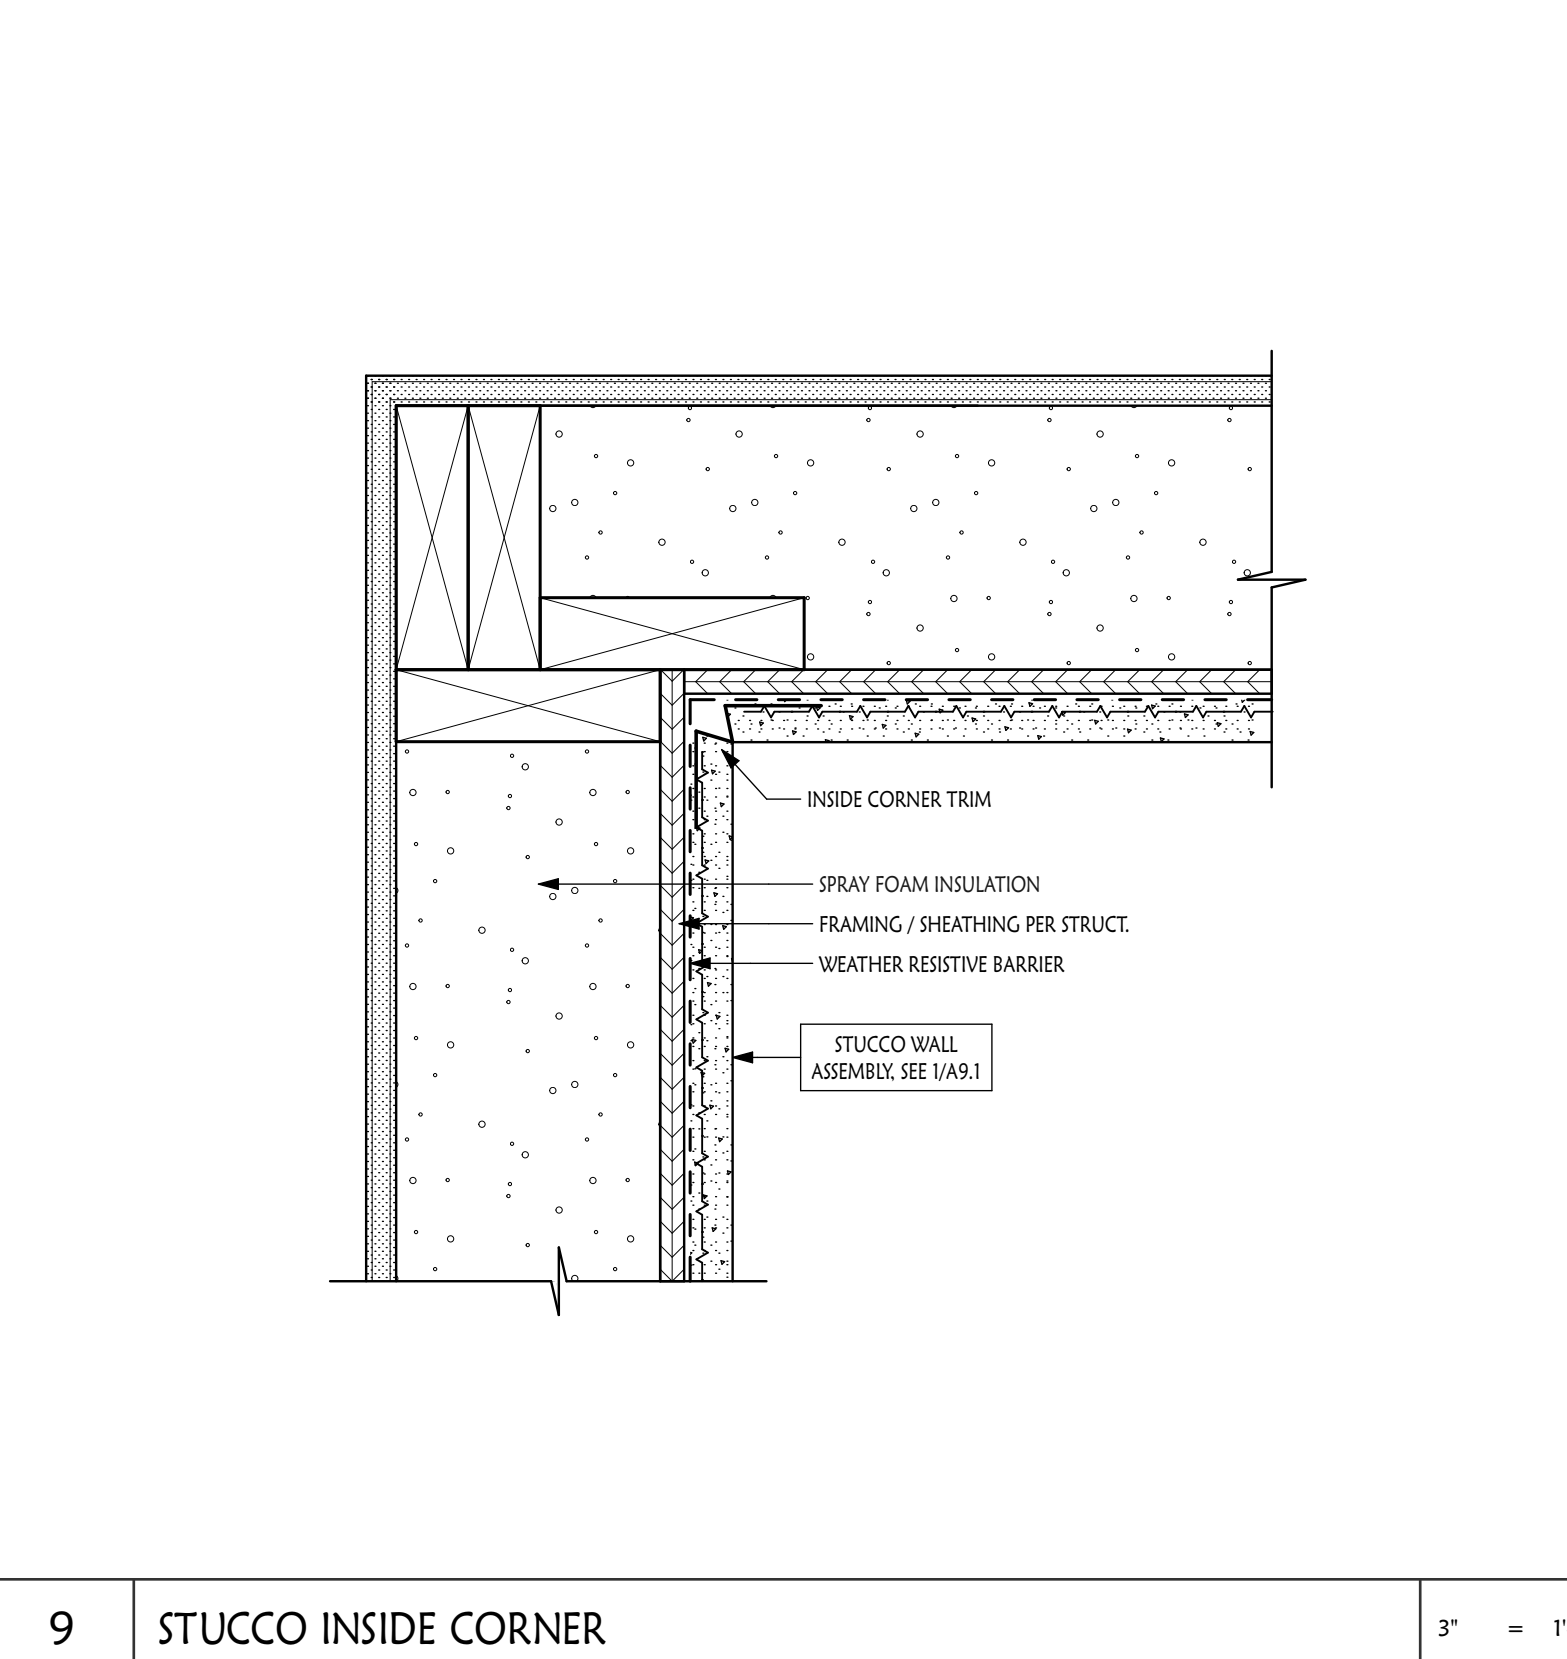 INSIDE CORNER TRIM
SPRAY FOAM INSULATION
FRAMING / SHEATHING PER STRUCT.
WEATHER RESISTIVE BARRIER
STUCCO WALL
ASSEMBLY, SEE 1/A9.1
9 STUCCO INSIDE CORNER 3" = 1'